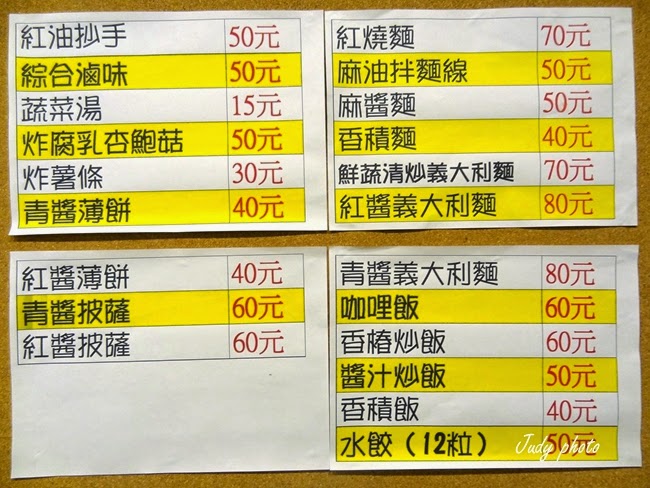 紅油抄手 50元
綜合滷味 50元
蔬菜湯 15元
炸腐乳杏鮑菇 50元
炸薯條 30元
青醬薄餅 40元
紅燒麵 70元
麻油拌麵線 50元
麻醬麵 50元
香積麵 40元
鮮蔬清炒義大利麵 70元
紅醬義大利麵 80元
紅醬薄餅 40元
青醬披薩 60元
紅醬披薩 60元
青醬義大利麵 80元
咖哩飯 60元
香椿炒飯 60元
醬汁炒飯 50元
香積飯 40元
水餃（12粒） 50元
Judy photo